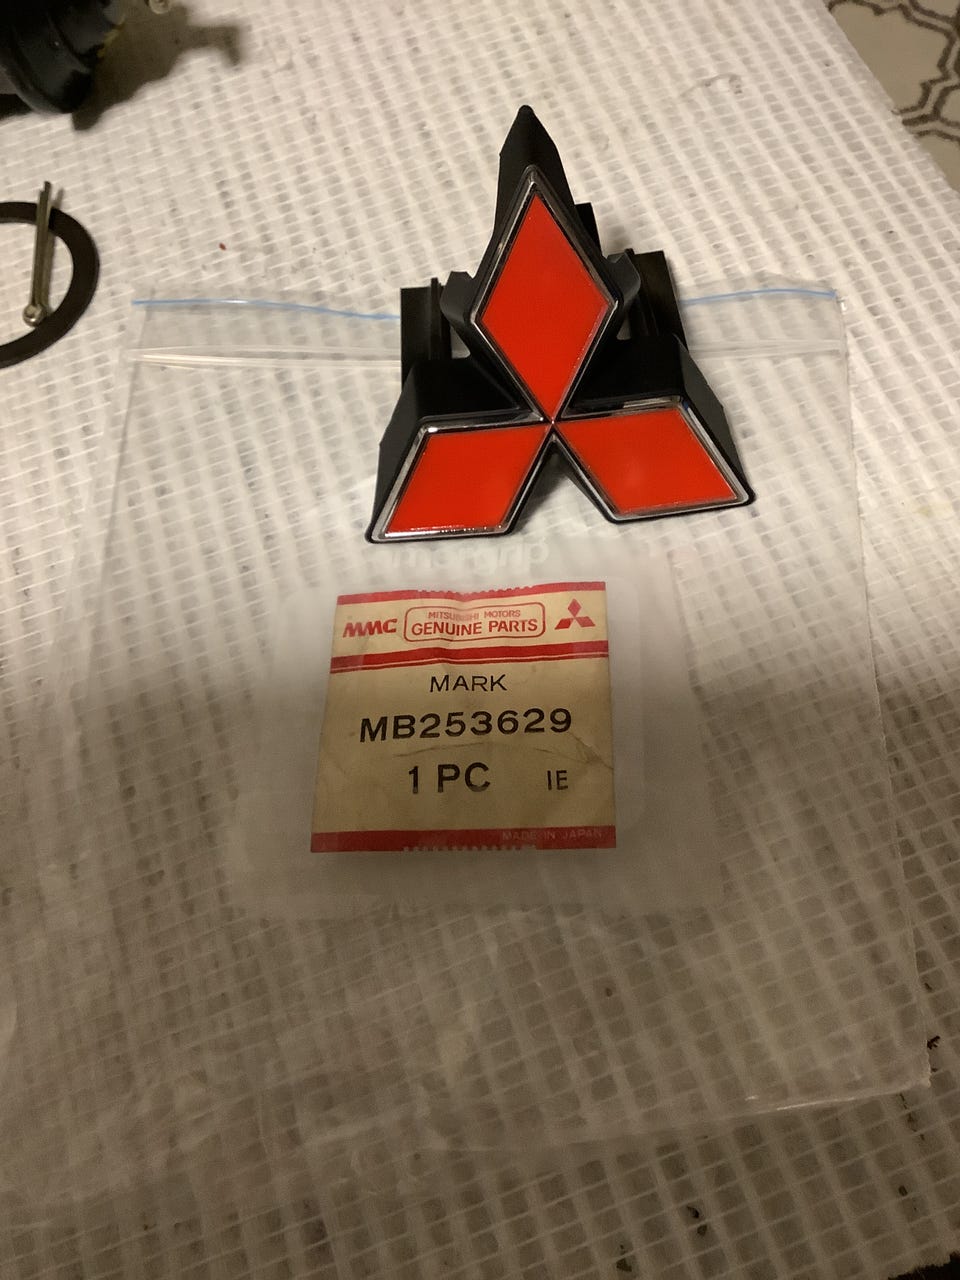 MMC
MITSUBISHI MOTORS
GENUINE PARTS
MARK
MB253629
1 PC IE
MADE IN JAPAN